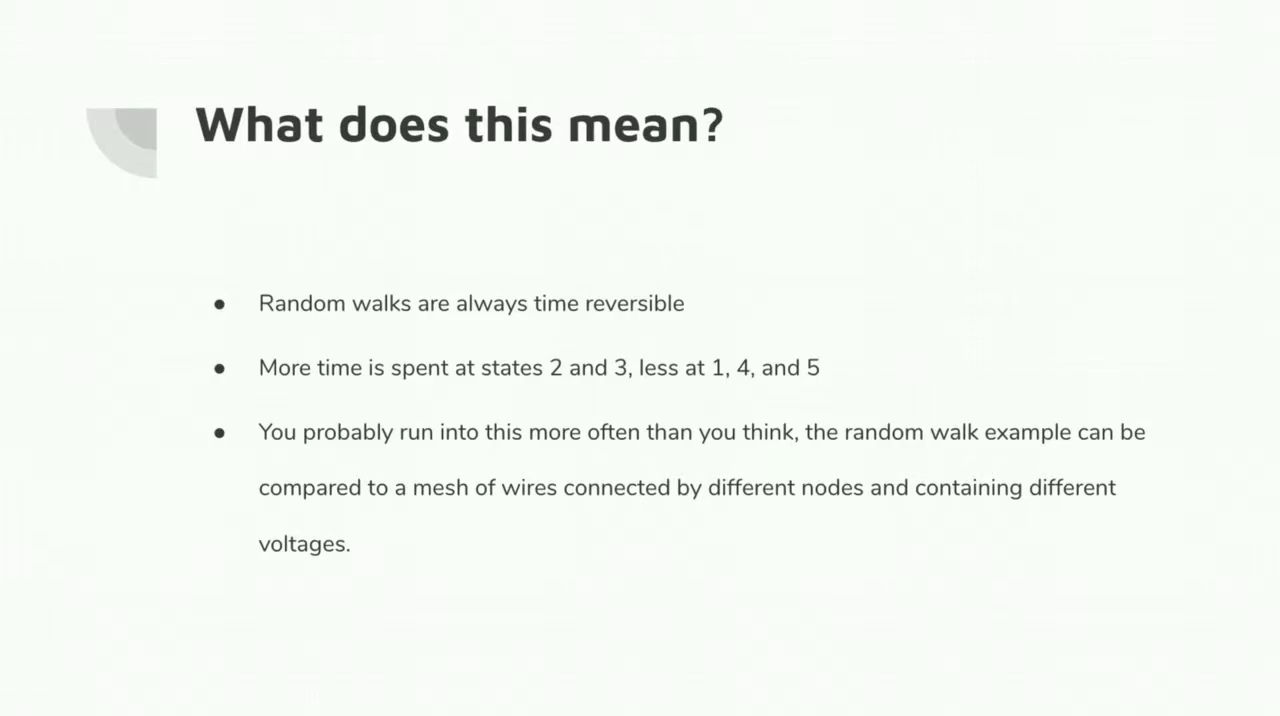 What does this mean?
● Random walks are always time reversible
● More time is spent at states 2 and 3, less at 1, 4, and 5
● You probably run into this more often than you think, the random walk example can be
compared to a mesh of wires connected by different nodes and containing different
voltages.